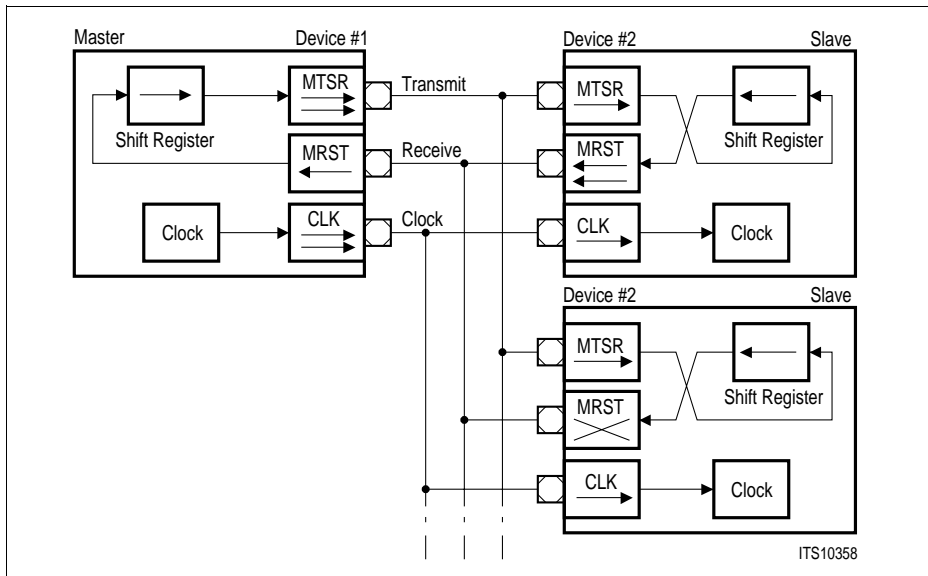 Master Device #1
MTSR
Shift Register
MRST
Clock
CLK
Transmit
Receive
Clock
Device #2 Slave
MTSR
Shift Register
MRST
CLK
Clock
Device #2 Slave
MTSR
Shift Register
MRST
CLK
Clock
ITS10358